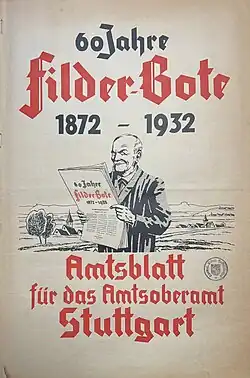 60 Jahre
Filder-Bote
1872 - 1932
60 Jahre
Filder Bote
1872 - 1932
Amtsblatt
für das Amtsoberamt
Stuttgart